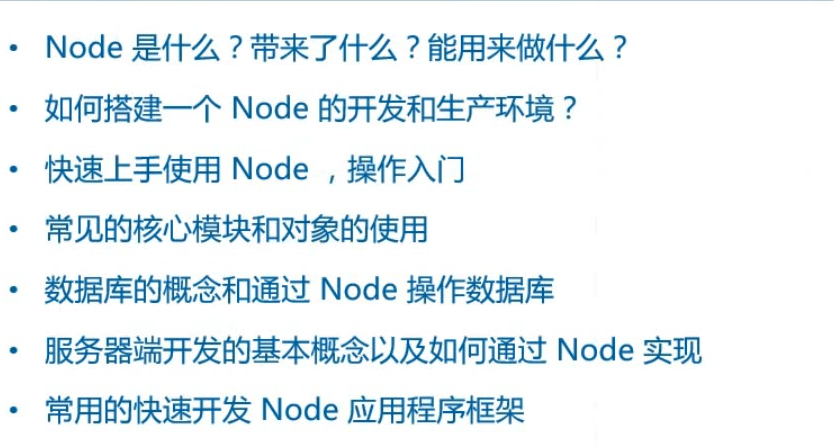 • Node 是什么？带来了什么？能用来做什么？
• 如何搭建一个 Node 的开发和生产环境？
• 快速上手使用 Node ，操作入门
• 常见的核心模块和对象的使用
• 数据库的概念和通过 Node 操作数据库
• 服务器端开发的基本概念以及如何通过 Node 实现
• 常用的快速开发 Node 应用程序框架